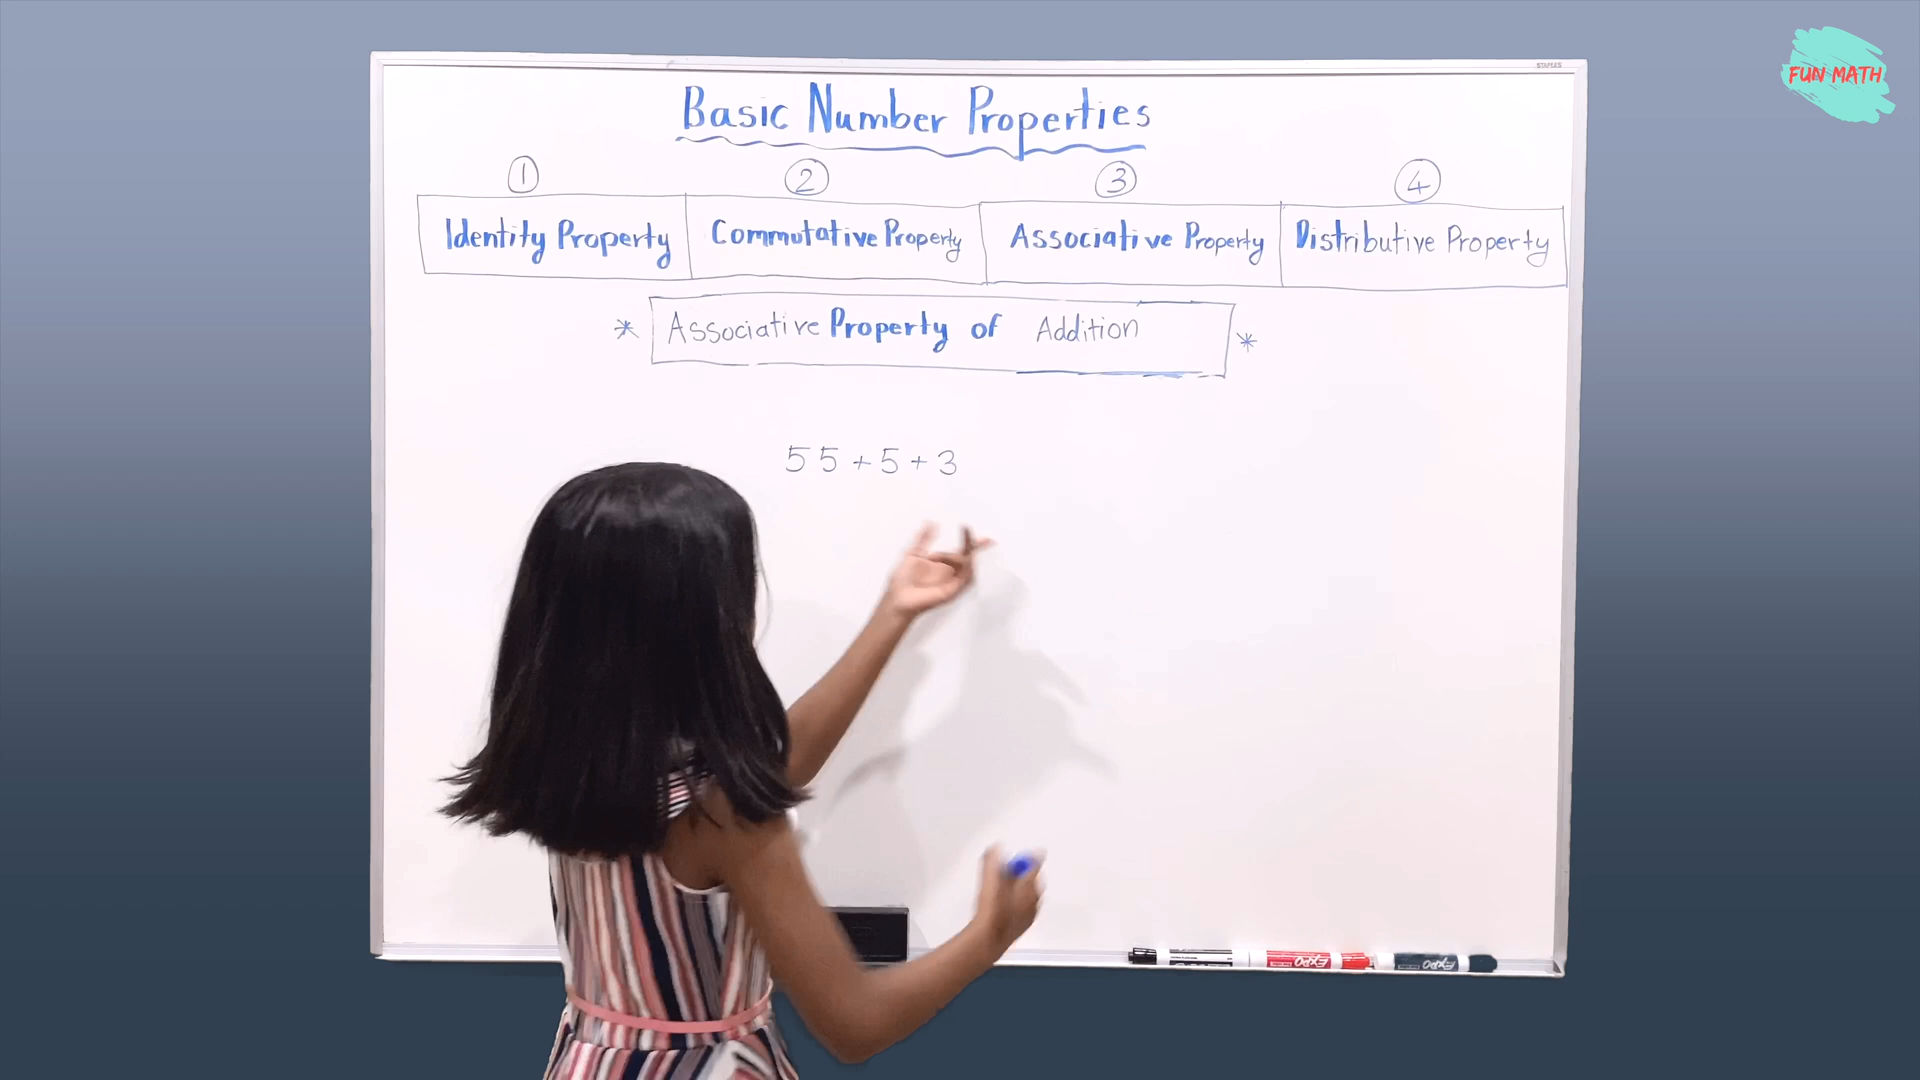 FUN MATH
STAPLES
Basic Number Properties
1 2 3 4
Identity Property Commutative Property Associative Property Distributive Property
* Associative Property of Addition *
55 + 5 + 3
EXPO EXPO